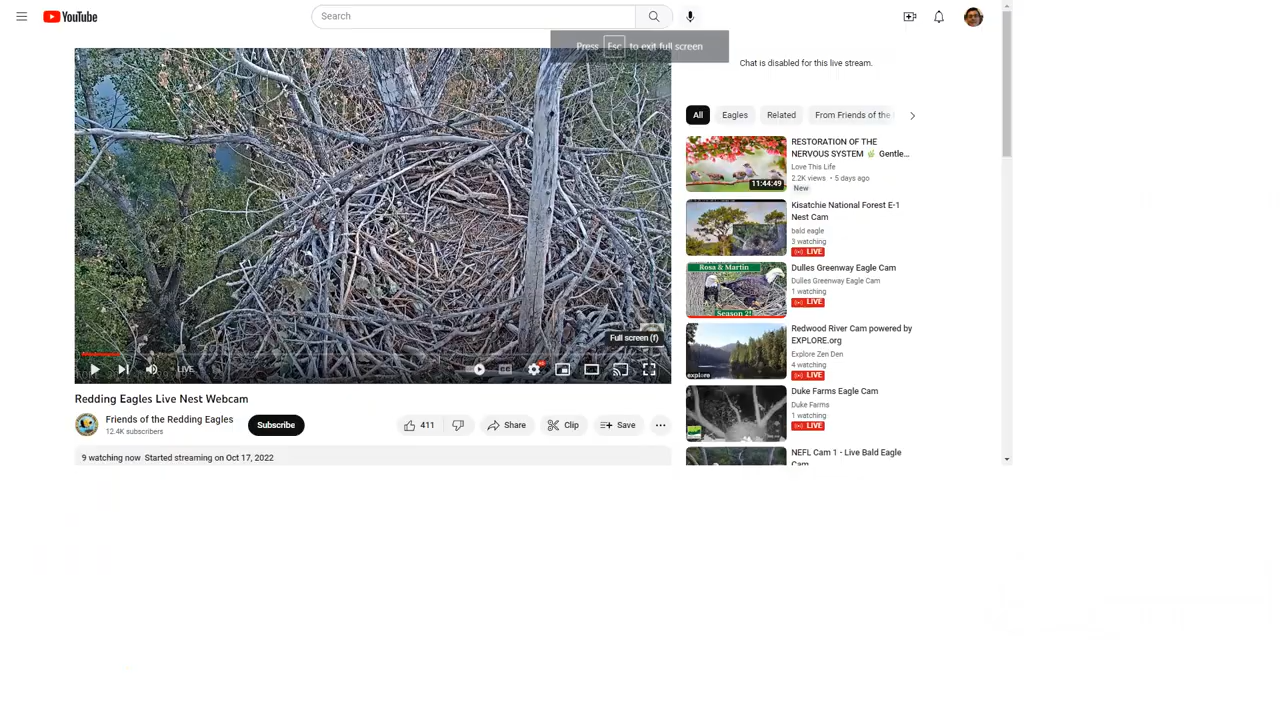 YouTube
Search
Press Esc to exit full screen
Chat is disabled for this live stream.
All
Eagles
Related
From Friends of the
RESTORATION OF THE
NERVOUS SYSTEM 🌿 Gentle...
Love This Life
2.2K views • 5 days ago
New
11:44:49
Kisatchie National Forest E-1
Nest Cam
bald eagle
3 watching
LIVE
Rosa & Martin
Season 2!
Dulles Greenway Eagle Cam
Dulles Greenway Eagle Cam
1 watching
LIVE
explore
Redwood River Cam powered by
EXPLORE.org
Explore Zen Den
4 watching
LIVE
Duke Farms Eagle Cam
Duke Farms
1 watching
LIVE
NEFL Cam 1 - Live Bald Eagle
Cam
Full screen (f)
LIVE
Redding Eagles Live Nest Webcam
Friends of the Redding Eagles
12.4K subscribers
Subscribe
411
Share
Clip
Save
9 watching now Started streaming on Oct 17, 2022